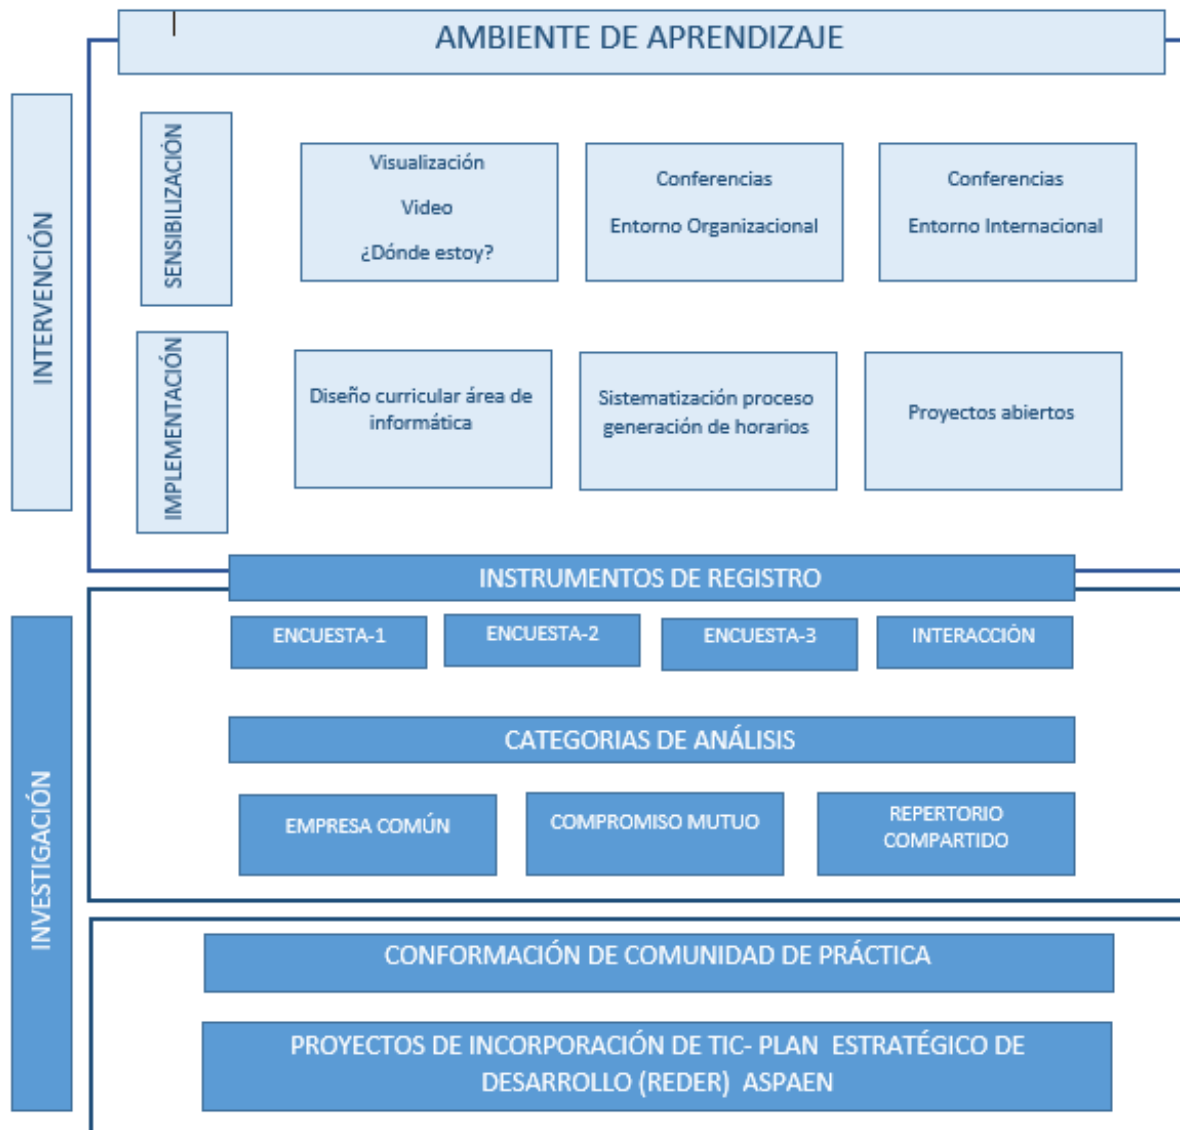 AMBIENTE DE APRENDIZAJE
INTERVENCIÓN
SENSIBILIZACIÓN
Visualización
Video
¿Dónde estoy?
Conferencias
Entorno Organizacional
Conferencias
Entorno Internacional
IMPLEMENTACIÓN
Diseño curricular área de
informática
Sistematización proceso
generación de horarios
Proyectos abiertos
INSTRUMENTOS DE REGISTRO
INVESTIGACIÓN
ENCUESTA-1
ENCUESTA-2
ENCUESTA-3
INTERACCIÓN
CATEGORIAS DE ANÁLISIS
EMPRESA COMÚN
COMPROMISO MUTUO
REPERTORIO
COMPARTIDO
CONFORMACIÓN DE COMUNIDAD DE PRÁCTICA
PROYECTOS DE INCORPORACIÓN DE TIC- PLAN ESTRATÉGICO DE
DESARROLLO (REDER) ASPAEN